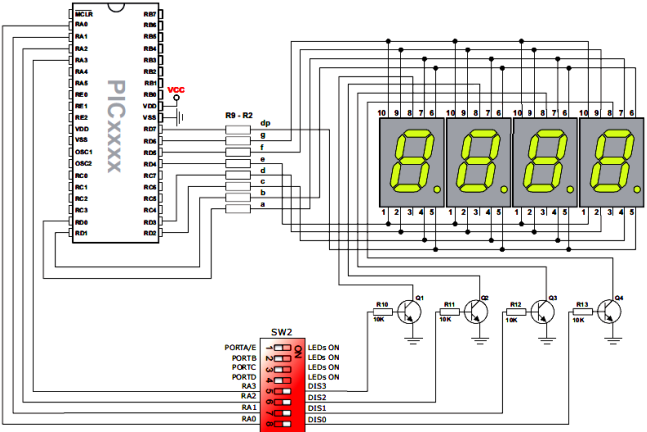 MCLR RB7
RA0 RB6
RA1 RB5
RA2 RB4
RA3 RB3
RA4 RB2
RA5 RB1
RE0 RB0
RE1 VDD
RE2 VSS
VDD RD7
VSS RD6
OSC1 RD5
OSC2 RD4
RC0 RC7
RC1 RC6
RC2 RC5
RC3 RC4
RD0 RD3
RD1 RD2
PICxxxx
VCC
R9 - R2
dp
g
f
e
d
c
b
a
10 9 8 7 6 10 9 8 7 6 10 9 8 7 6 10 9 8 7 6
1 2 3 4 5 1 2 3 4 5 1 2 3 4 5 1 2 3 4 5
R10 Q1 R11 Q2 R12 Q3 R13 Q4
10K 10K 10K 10K
SW2
ON
PORTA/E 1 LEDs ON
PORTB 2 LEDs ON
PORTC 3 LEDs ON
PORTD 4 LEDs ON
RA3 5 DIS3
RA2 6 DIS2
RA1 7 DIS1
RA0 8 DIS0